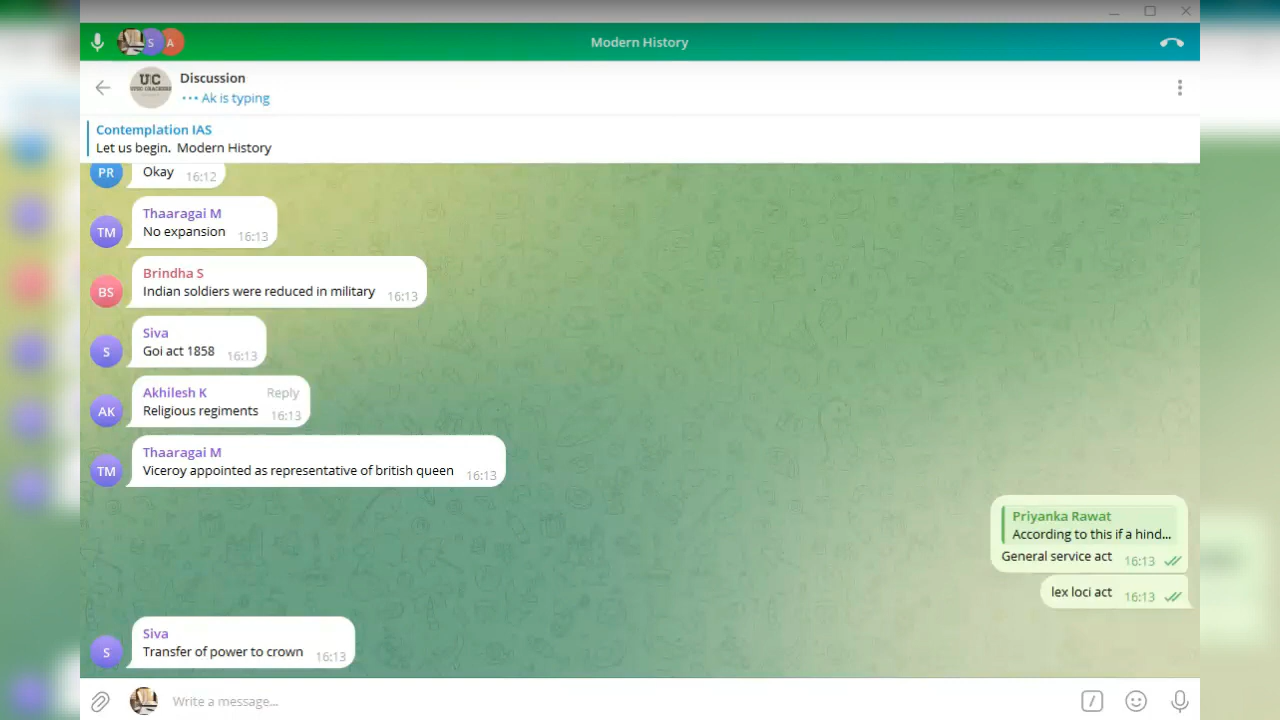 S A
Modern History
UC
UPSC CRACKERS
Discussion
Ak is typing
Contemplation IAS
Let us begin. Modern History
PR
Okay 16:12
Thaaragai M
TM
No expansion 16:13
Brindha S
BS
Indian soldiers were reduced in military 16:13
Siva
S
Goi act 1858 16:13
Akhilesh K Reply
AK
Religious regiments 16:13
Thaaragai M
TM
Viceroy appointed as representative of british queen 16:13
Priyanka Rawat
According to this if a hind...
General service act 16:13
lex loci act 16:13
Siva
S
Transfer of power to crown 16:13
Write a message...